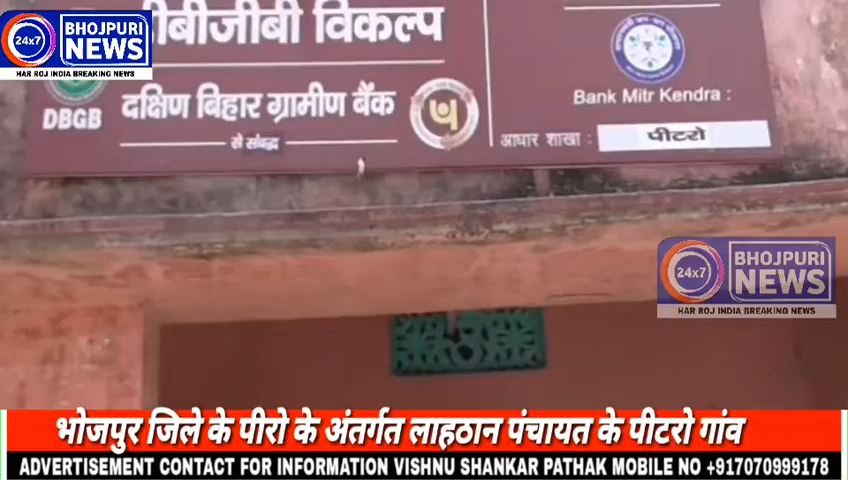 24x7
BHOJPURI
NEWS
HAR ROJ INDIA BREAKING NEWS
बीजीबी विकल्प
DBGB
दक्षिण बिहार ग्रामीण बैंक
से संबद्ध
Bank Mitr Kendra :
आधार शाखा :
पीटरो
24x7
BHOJPURI
NEWS
HAR ROJ INDIA BREAKING NEWS
भोजपुर जिले के पीरो के अंतर्गत लाहठान पंचायत के पीटरो गांव
ADVERTISEMENT CONTACT FOR INFORMATION VISHNU SHANKAR PATHAK MOBILE NO +917070999178